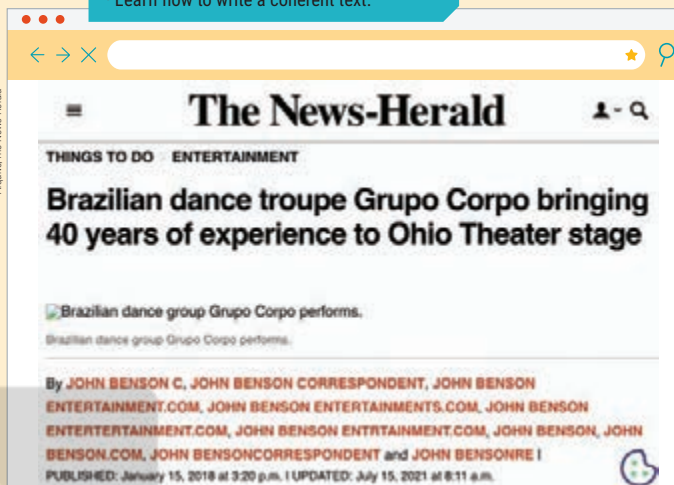 Learn how to write a coherent text.
The News-Herald
THINGS TO DO ENTERTAINMENT
Brazilian dance troupe Grupo Corpo bringing
40 years of experience to Ohio Theater stage
Brazilian dance group Grupo Corpo performs.
Brazilian dance group Grupo Corpo performs.
By JOHN BENSON C, JOHN BENSON CORRESPONDENT, JOHN BENSON
ENTERTAINMENT.COM, JOHN BENSON ENTERTAINMENTS.COM, JOHN BENSON
ENTERTERTAINMENT.COM, JOHN BENSON ENTRTAINMENT.COM, JOHN BENSON, JOHN
BENSON.COM, JOHN BENSONCORRESPONDENT and JOHN BENSONRE |
PUBLISHED: January 15, 2018 at 3:20 p.m. | UPDATED: July 15, 2021 at 8:11 a.m.